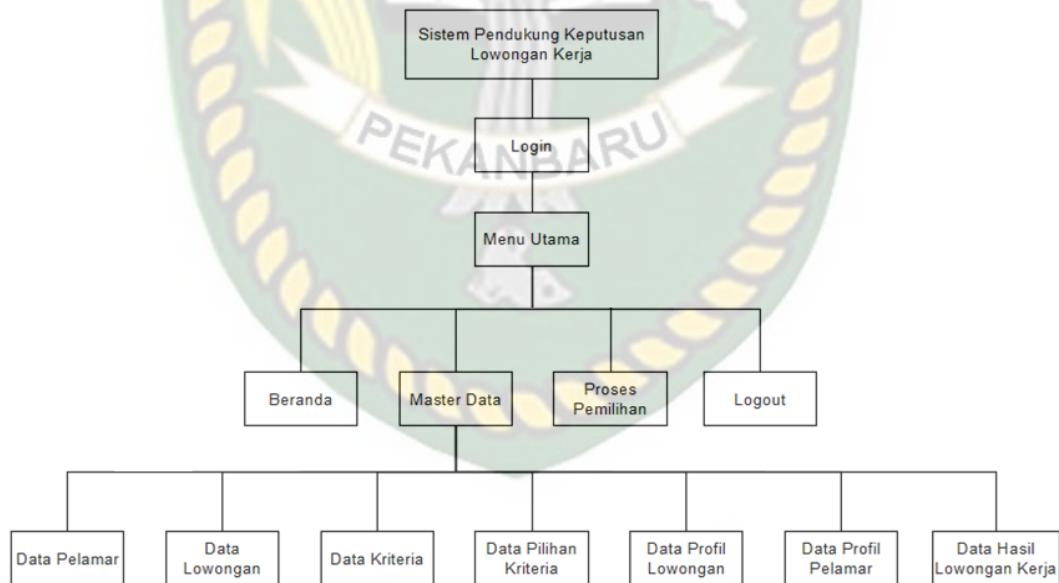 Sistem Pendukung Keputusan
Lowongan Kerja
Login
PEKANBARU
Menu Utama
Beranda
Master Data
Proses
Pemilihan
Logout
Data Pelamar
Data
Lowongan
Data Kriteria
Data Pilihan
Kriteria
Data Profil
Lowongan
Data Profil
Pelamar
Data Hasil
Lowongan Kerja